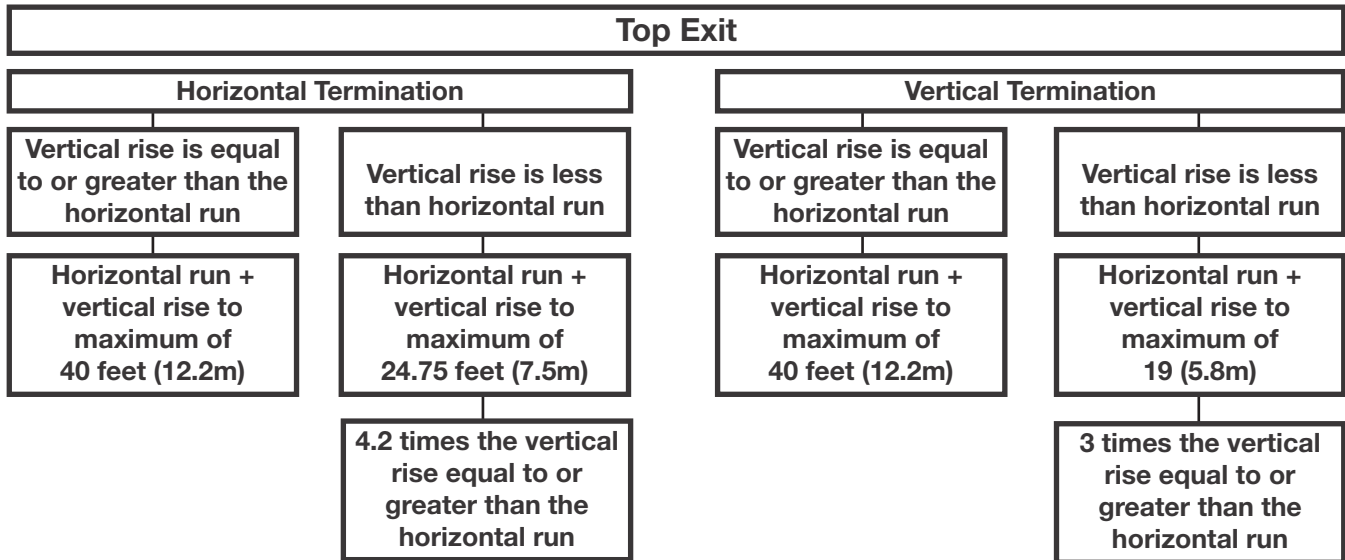 Top Exit
Horizontal Termination
Vertical rise is equal
to or greater than the
horizontal run
Horizontal run +
vertical rise to
maximum of
40 feet (12.2m)
Vertical rise is less
than horizontal run
Horizontal run +
vertical rise to
maximum of
24.75 feet (7.5m)
4.2 times the vertical
rise equal to or
greater than the
horizontal run
Vertical Termination
Vertical rise is equal
to or greater than the
horizontal run
Horizontal run +
vertical rise to
maximum of
40 feet (12.2m)
Vertical rise is less
than horizontal run
Horizontal run +
vertical rise to
maximum of
19 (5.8m)
3 times the vertical
rise equal to or
greater than the
horizontal run